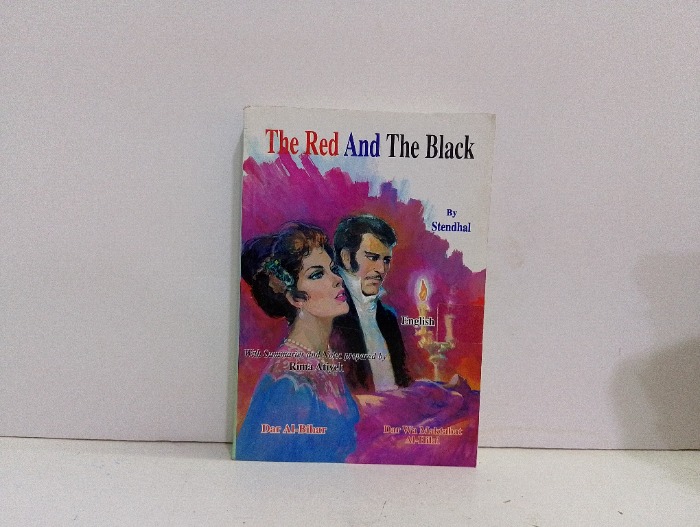 The Red And The Black
By
Stendhal
English
With Summaries and Notes prepared by
Rima Atiyeh
Dar Al-Bihar
Dar Wa Maktabat
Al-Hilal